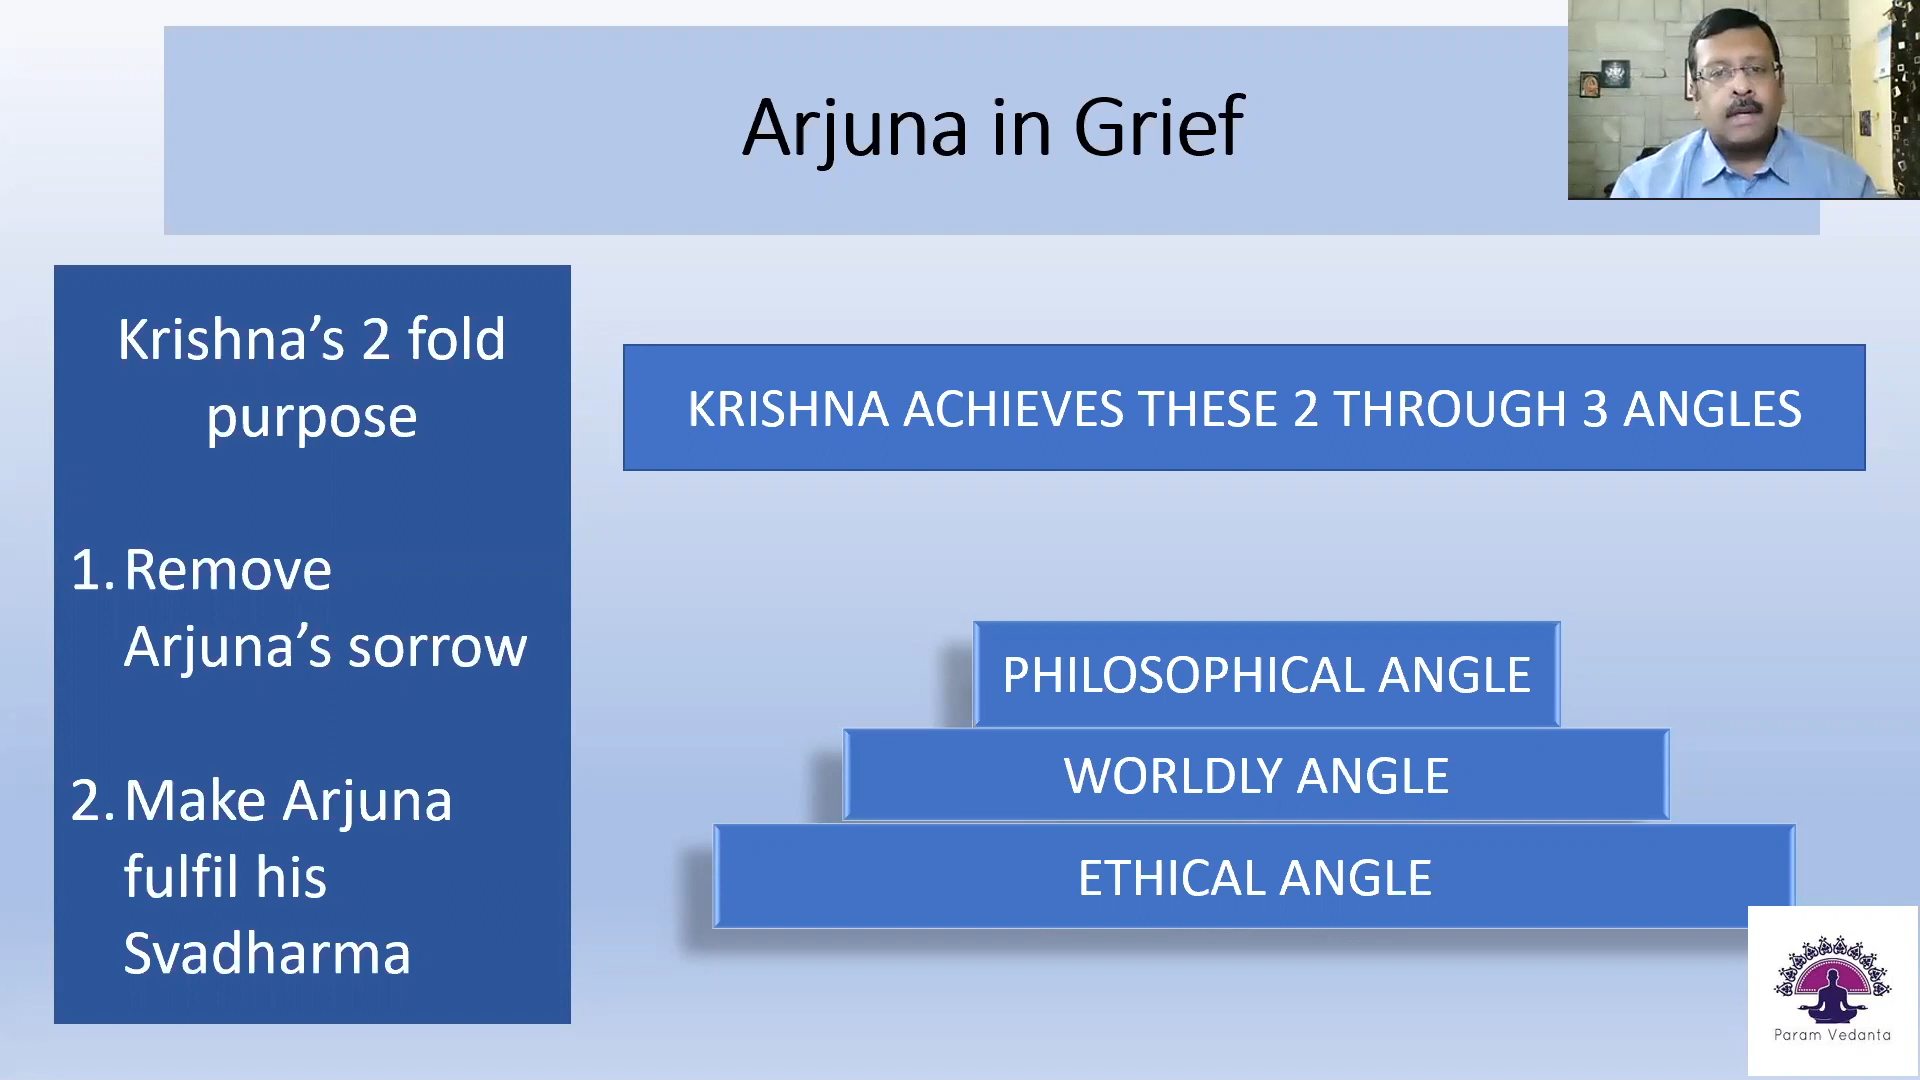 Arjuna in Grief
Krishna’s 2 fold
purpose
1. Remove
Arjuna’s sorrow
2. Make Arjuna
fulfil his
Svadharma
KRISHNA ACHIEVES THESE 2 THROUGH 3 ANGLES
PHILOSOPHICAL ANGLE
WORLDLY ANGLE
ETHICAL ANGLE
Param Vedanta